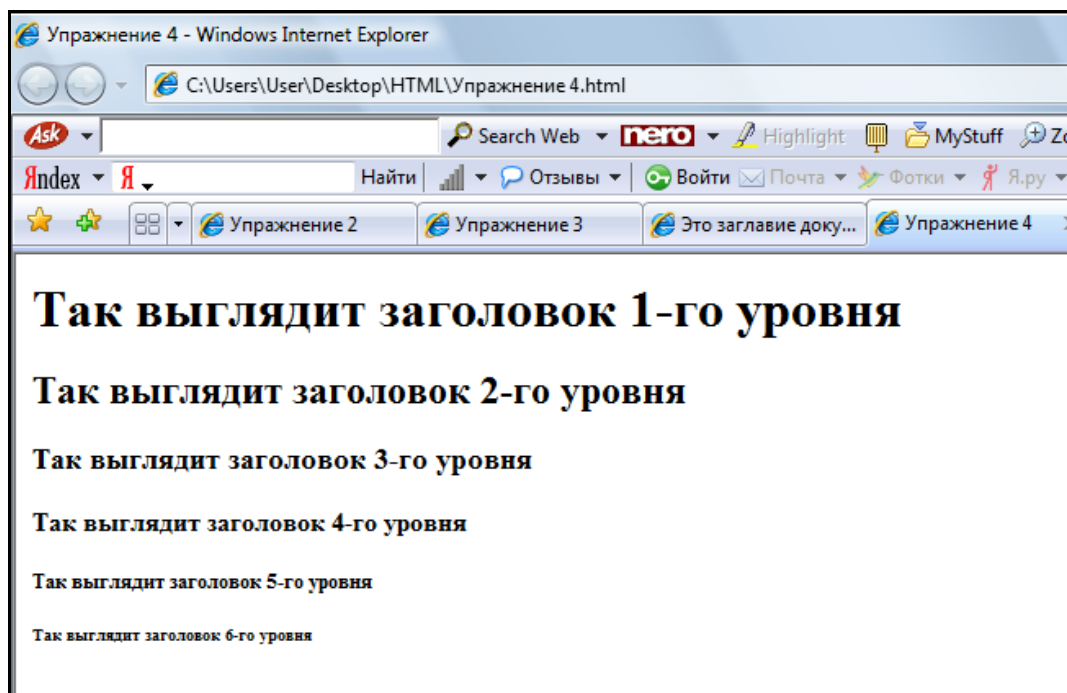 Упражнение 4 - Windows Internet Explorer
C:\Users\User\Desktop\HTML\Упражнение 4.html
Ask Search Web nero Highlight MyStuff Zo
Яndex Я Найти Отзывы Войти Почта Фотки Я.ру
Упражнение 2 Упражнение 3 Это заглавие доку... Упражнение 4
Так выглядит заголовок 1-го уровня
Так выглядит заголовок 2-го уровня
Так выглядит заголовок 3-го уровня
Так выглядит заголовок 4-го уровня
Так выглядит заголовок 5-го уровня
Так выглядит заголовок 6-го уровня